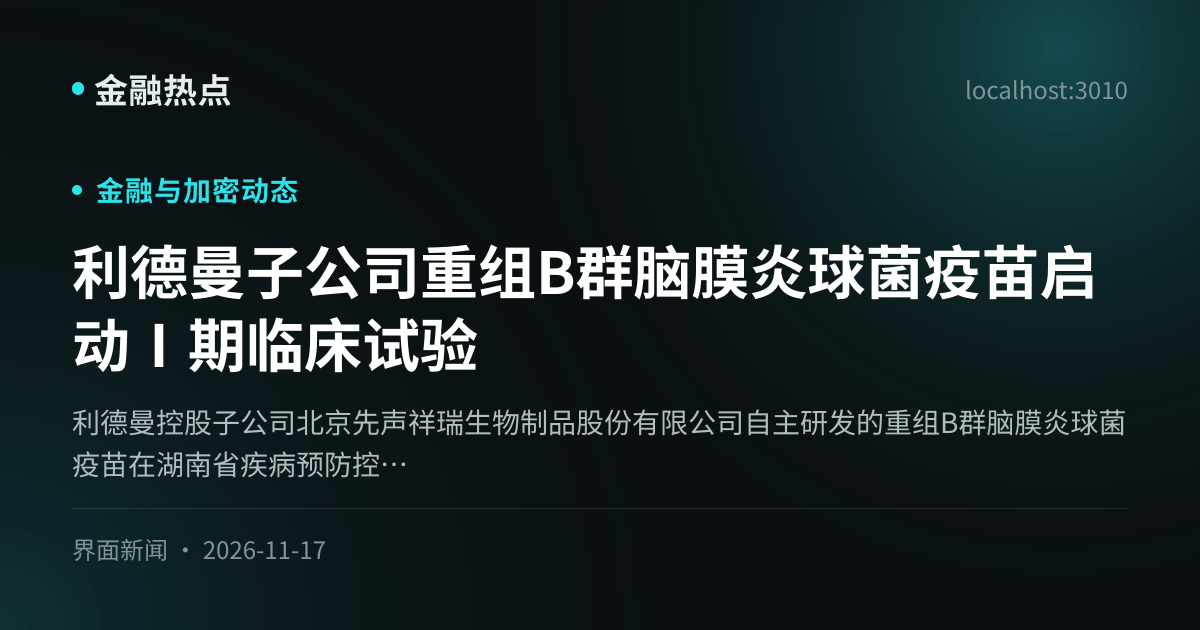 金融热点
localhost:3010
金融与加密动态
利德曼子公司重组B群脑膜炎球菌疫苗启
动Ⅰ期临床试验
利德曼控股子公司北京先声祥瑞生物制品股份有限公司自主研发的重组B群脑膜炎球菌
疫苗在湖南省疾病预防控…
界面新闻 • 2026-11-17